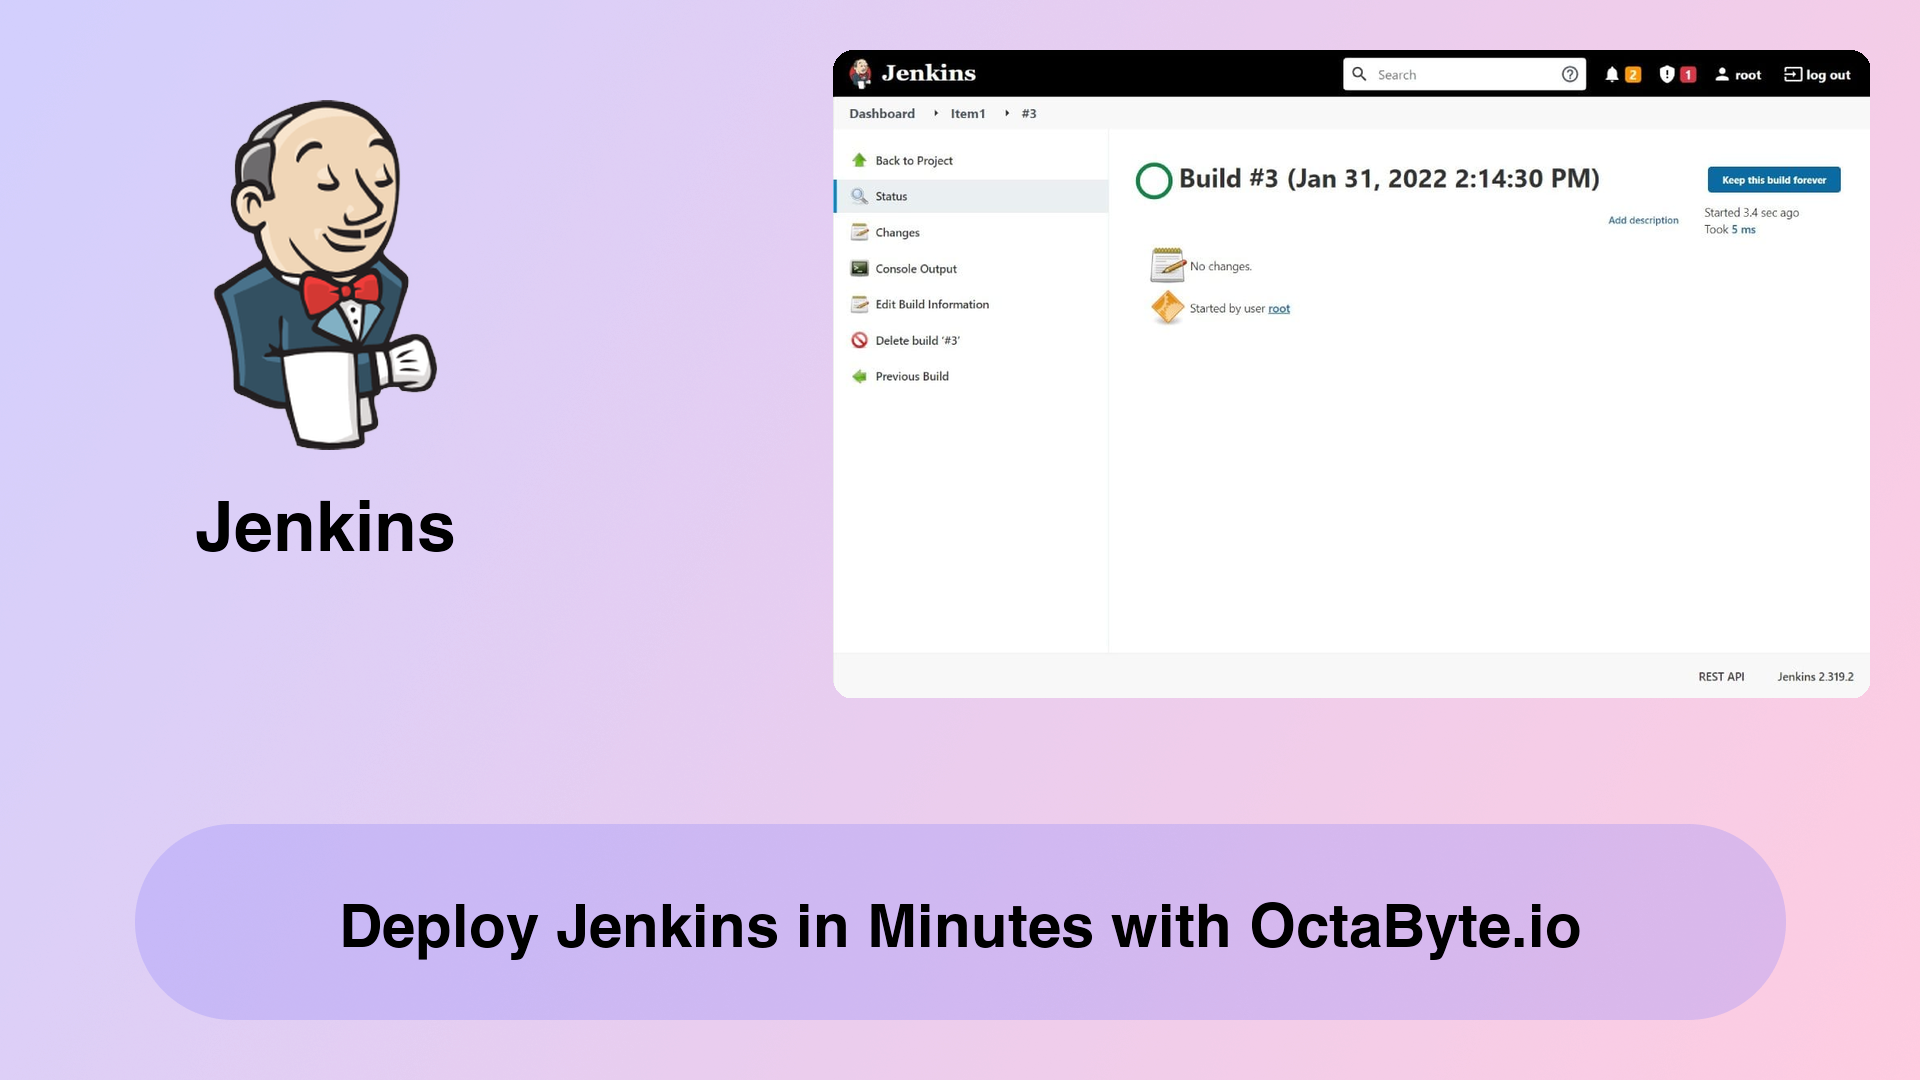 Jenkins
Jenkins
Search
2
1
root
log out
Dashboard
Item1
#3
Back to Project
Status
Changes
Console Output
Edit Build Information
Delete build '#3'
Previous Build
Build #3 (Jan 31, 2022 2:14:30 PM)
Keep this build forever
Add description
Started 3.4 sec ago
Took 5 ms
No changes.
Started by user root
REST API
Jenkins 2.319.2
Deploy Jenkins in Minutes with OctaByte.io